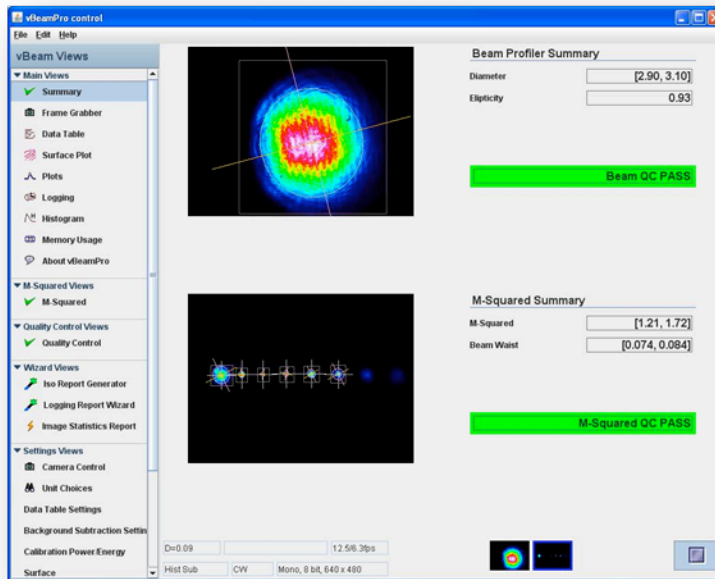 vBeamPro control
File Edit Help
vBeam Views
Main Views
Summary
Frame Grabber
Data Table
Surface Plot
Plots
Logging
Histogram
Memory Usage
About vBeamPro
M-Squared Views
M-Squared
Quality Control Views
Quality Control
Wizard Views
Iso Report Generator
Logging Report Wizard
Image Statistics Report
Settings Views
Camera Control
Unit Choices
Data Table Settings
Background Subtraction Settin
Calibration Power/Energy
Surface
Beam Profiler Summary
Diameter [2.90, 3.10]
Elipticity 0.93
Beam QC PASS
M-Squared Summary
M-Squared [1.21, 1.72]
Beam Waist [0.074, 0.084]
M-Squared QC PASS
D=0.09 12.5/6.3fps
Hist Sub CW Mono, 8 bit, 640 x 480